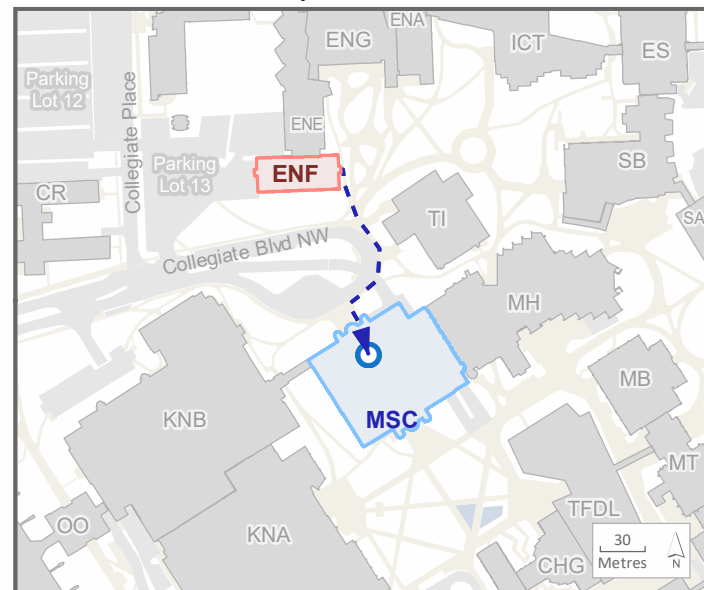 ENA
ENG
ICT
ES
Parking
Lot 12
Collegiate Place
ENE
Parking
Lot 13
ENF
SB
CR
TI
SA
Collegiate Blvd NW
MH
MB
KNB
MSC
MT
TFDL
OO
KNA
CHG
30
Metres
N